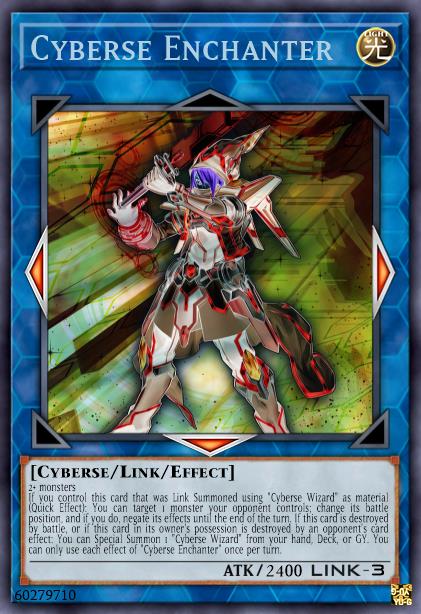 CYBERSE ENCHANTER
LIGHT
光
[CYBERSE/LINK/EFFECT]
2+ monsters
If you control this card that was Link Summoned using "Cyberse Wizard" as material
(Quick Effect): You can target 1 monster your opponent controls; change its battle
position, and if you do, negate its effects until the end of the turn. If this card is destroyed
by battle, or if this card in its owner's possession is destroyed by an opponent's card
effect: You can Special Summon 1 "Cyberse Wizard" from your hand, Deck, or GY. You
can only use each effect of "Cyberse Enchanter" once per turn.
ATK/2400 LINK-3
60279710